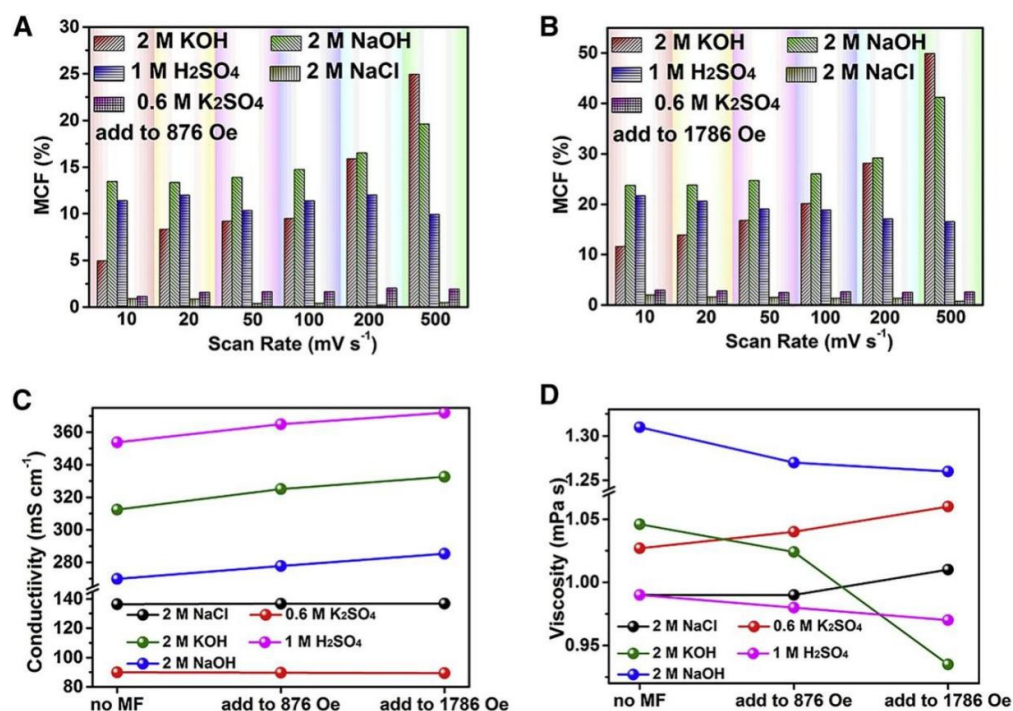 A
MCF (%)
30
25
20
15
10
5
0
2 M KOH
2 M NaOH
1 M H₂SO₄
2 M NaCl
0.6 M K₂SO₄
add to 876 Oe
10 20 50 100 200 500
Scan Rate (mV s⁻¹)
B
MCF (%)
50
40
30
20
10
0
2 M KOH
2 M NaOH
1 M H₂SO₄
2 M NaCl
0.6 M K₂SO₄
add to 1786 Oe
10 20 50 100 200 500
Scan Rate (mV s⁻¹)
C
Conductiivity (mS cm⁻¹)
360
340
320
300
280
140
120
100
80
2 M NaCl
0.6 M K₂SO₄
2 M KOH
1 M H₂SO₄
2 M NaOH
no MF add to 876 Oe add to 1786 Oe
D
Viscosity (mPa s)
1.30
1.25
1.05
1.00
0.95
2 M NaCl
0.6 M K₂SO₄
2 M KOH
1 M H₂SO₄
2 M NaOH
no MF add to 876 Oe add to 1786 Oe